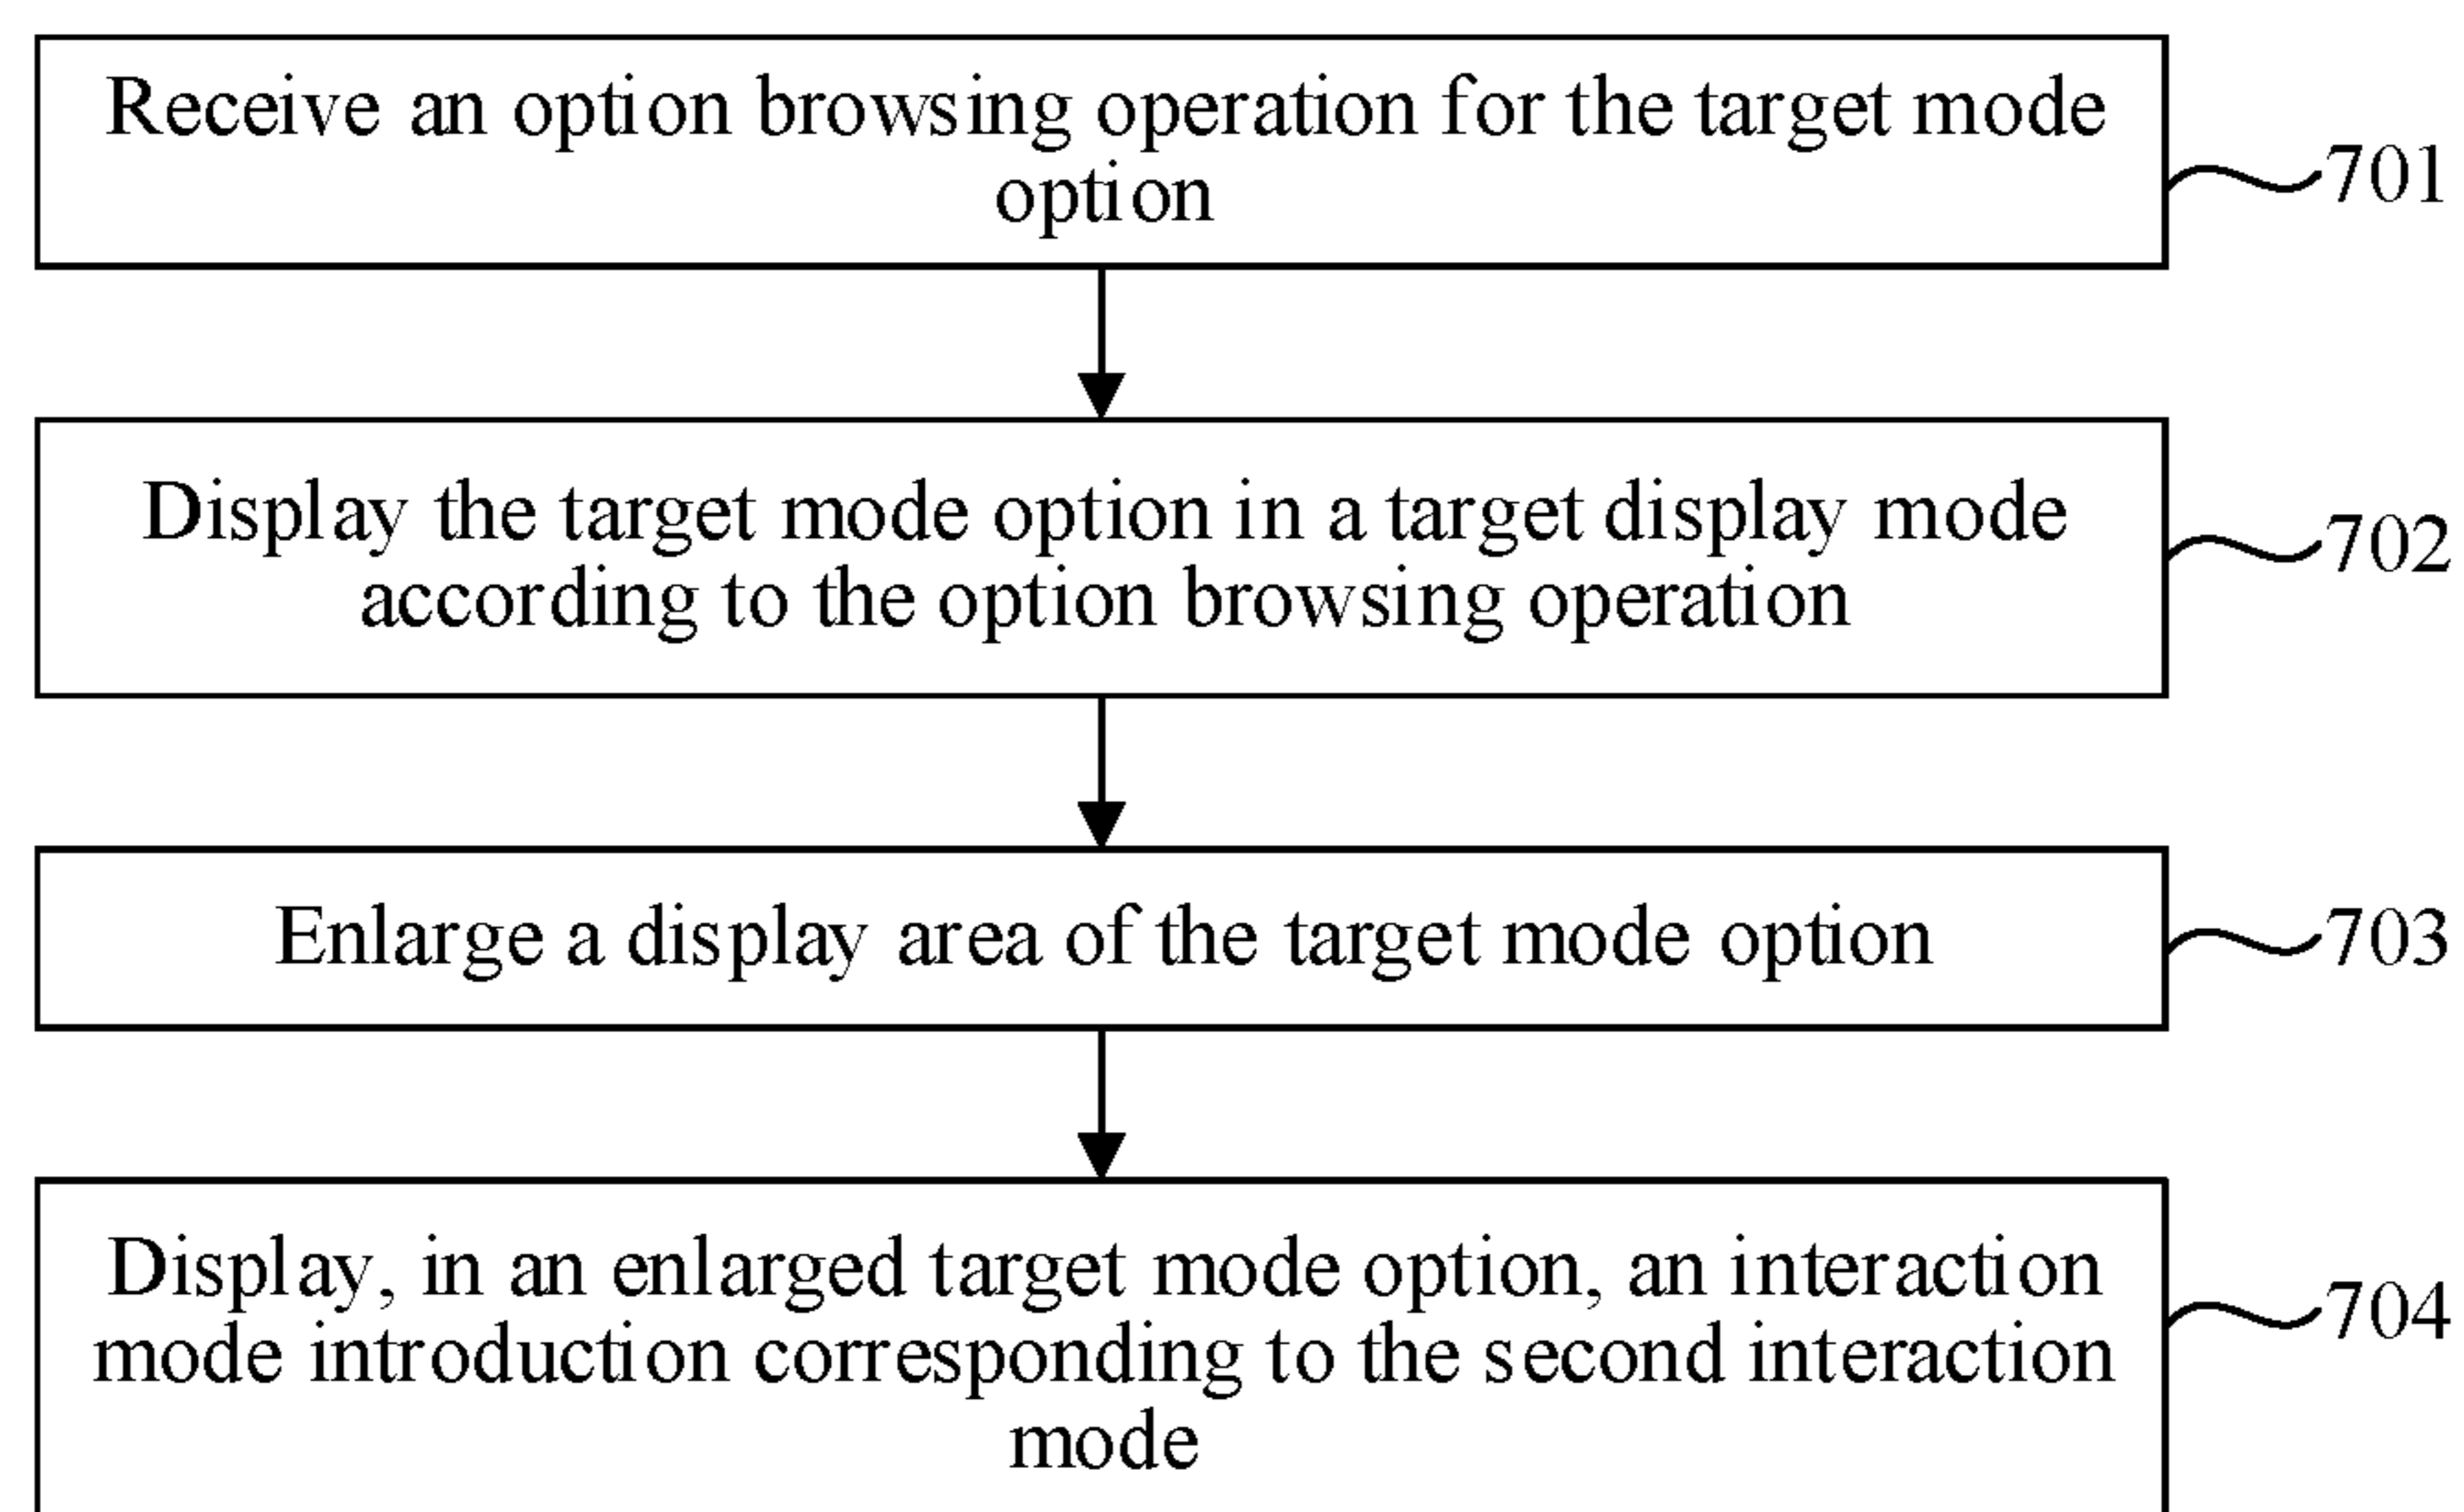 Receive an option browsing operation for the target mode
option
701
Display the target mode option in a target display mode
according to the option browsing operation
702
Enlarge a display area of the target mode option
703
Display, in an enlarged target mode option, an interaction
mode introduction corresponding to the second interaction
mode
704